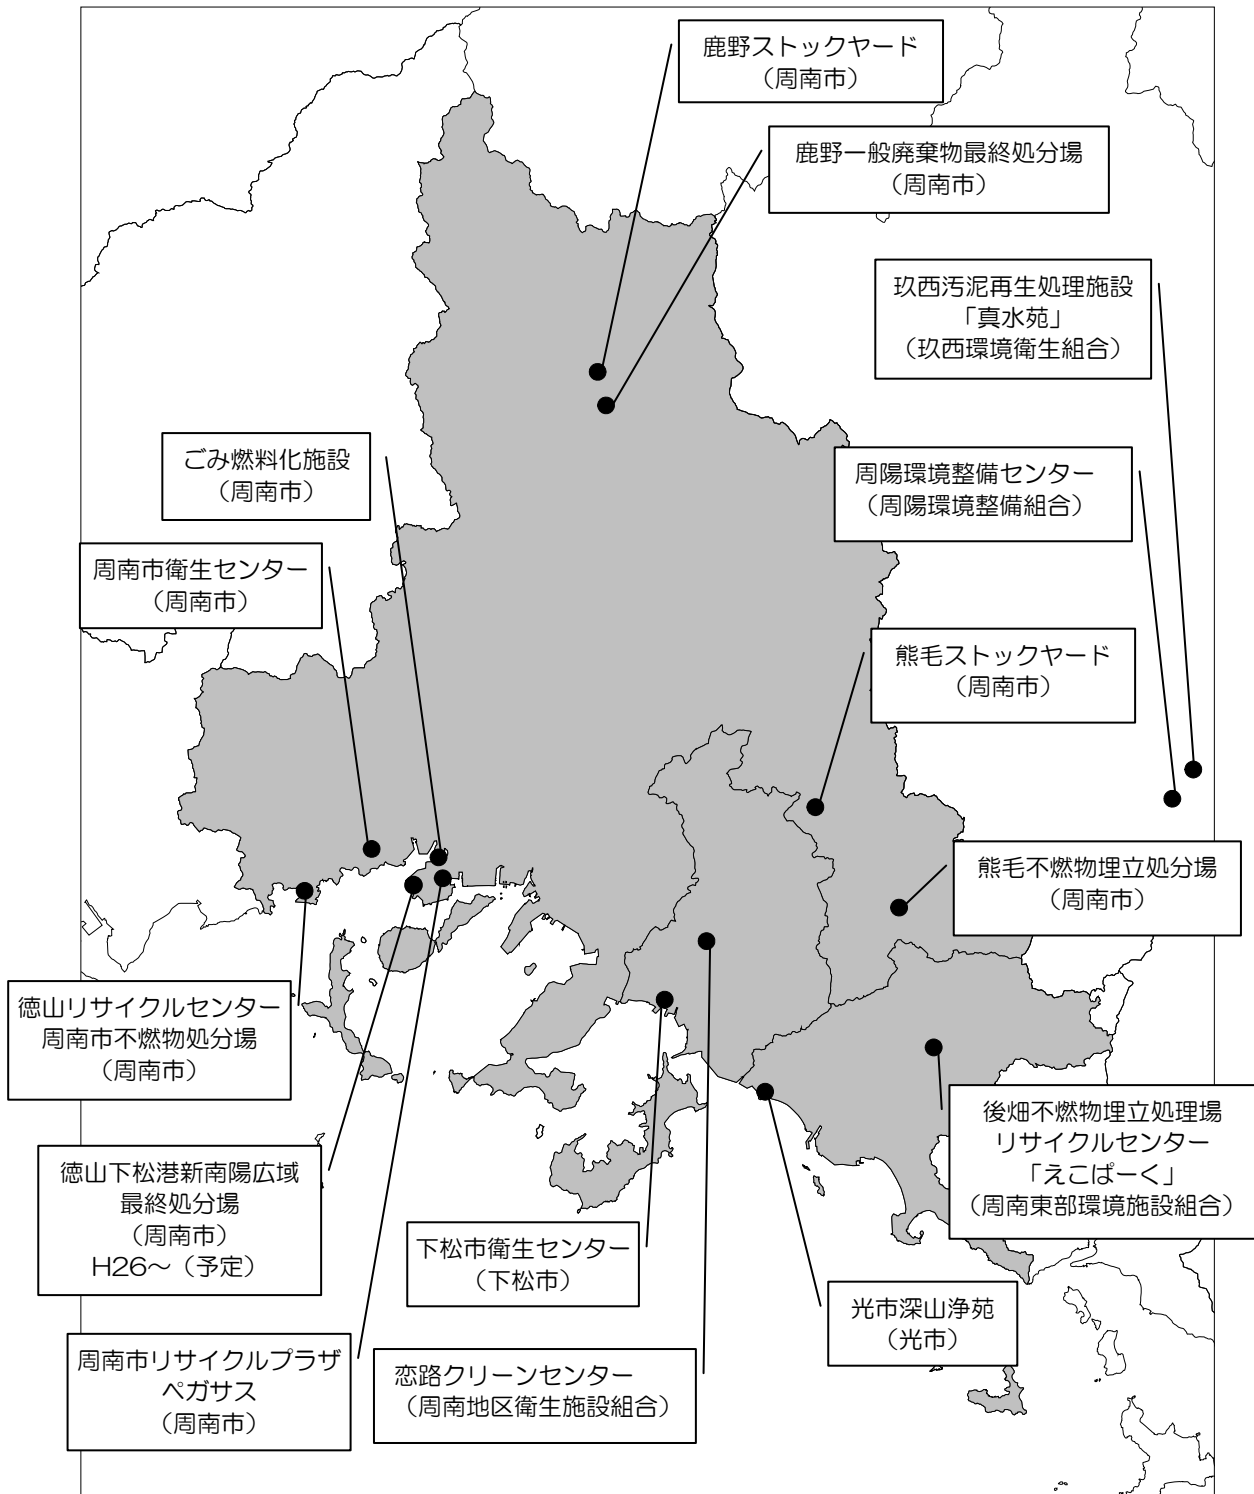 鹿野ストックヤード
（周南市）
鹿野一般廃棄物最終処分場
（周南市）
玖西汚泥再生処理施設
「真水苑」
（玖西環境衛生組合）
ごみ燃料化施設
（周南市）
周陽環境整備センター
（周陽環境整備組合）
周南市衛生センター
（周南市）
熊毛ストックヤード
（周南市）
熊毛不燃物埋立処分場
（周南市）
徳山リサイクルセンター
周南市不燃物処分場
（周南市）
後畑不燃物埋立処理場
リサイクルセンター
「えこぱーく」
（周南東部環境施設組合）
徳山下松港新南陽広域
最終処分場
（周南市）
H26～（予定）
下松市衛生センター
（下松市）
光市深山浄苑
（光市）
周南市リサイクルプラザ
ペガサス
（周南市）
恋路クリーンセンター
（周南地区衛生施設組合）